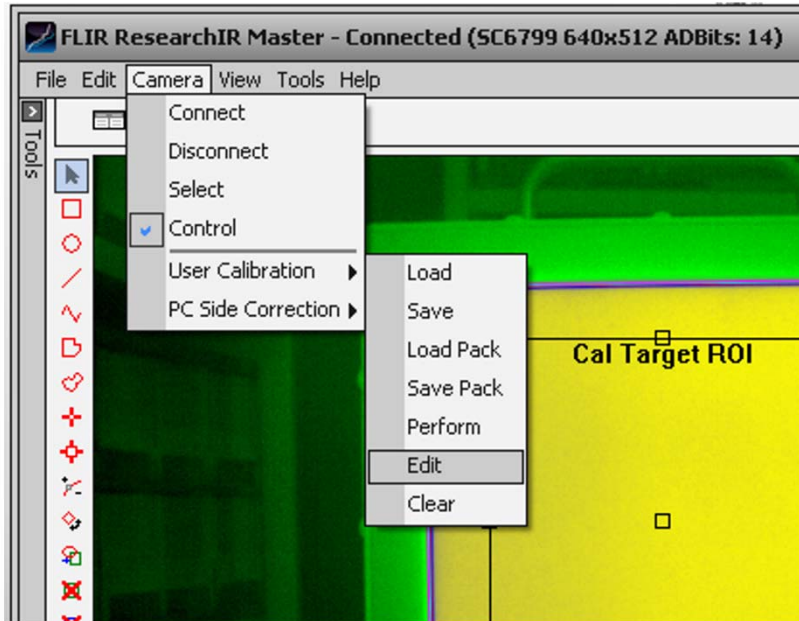 FLIR ResearchIR Master - Connected (SC6799 640x512 ADBits: 14)
File Edit Camera View Tools Help
Tools
Connect
Disconnect
Select
Control
User Calibration
PC Side Correction
Load
Save
Load Pack
Save Pack
Perform
Edit
Clear
Cal Target ROI